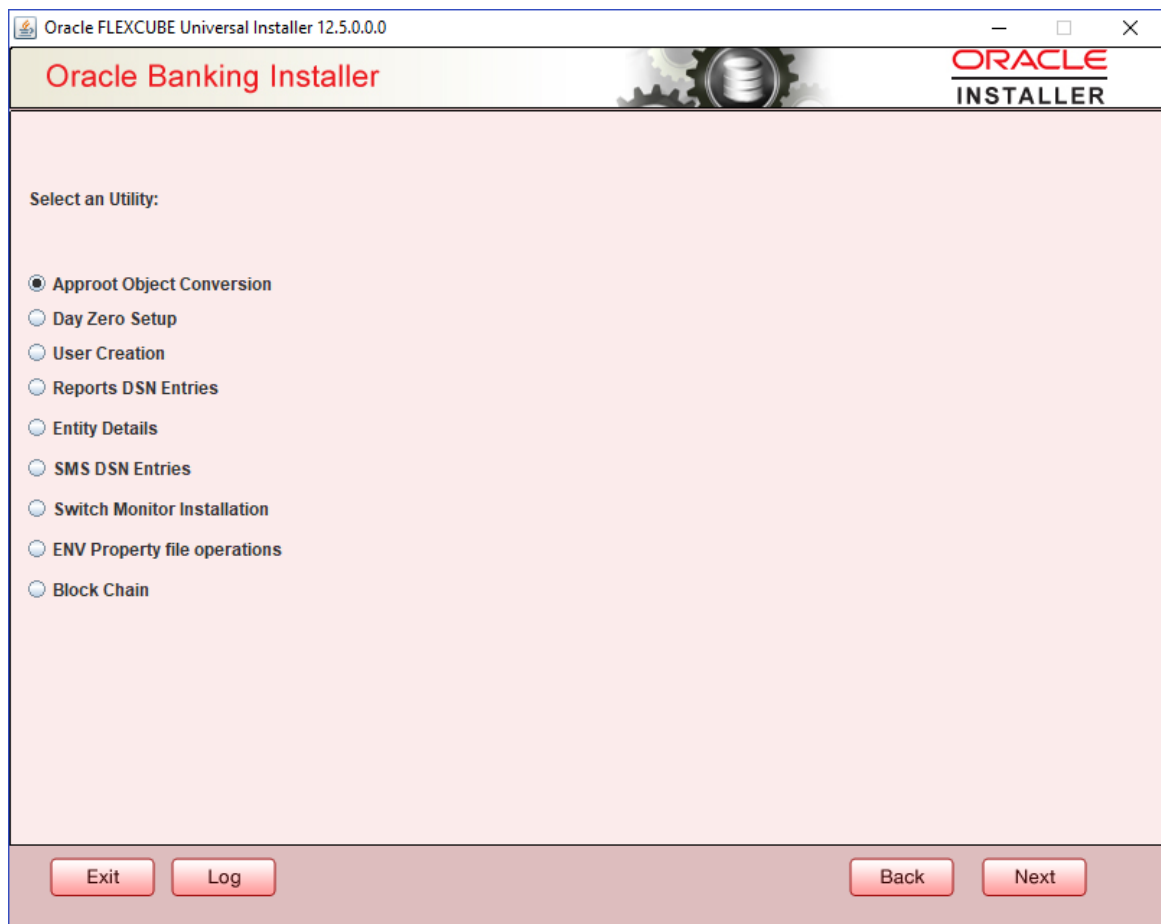 Oracle FLEXCUBE Universal Installer 12.5.0.0.0
Oracle Banking Installer
ORACLE
INSTALLER
Select an Utility:
Approot Object Conversion
Day Zero Setup
User Creation
Reports DSN Entries
Entity Details
SMS DSN Entries
Switch Monitor Installation
ENV Property file operations
Block Chain
Exit Log Back Next